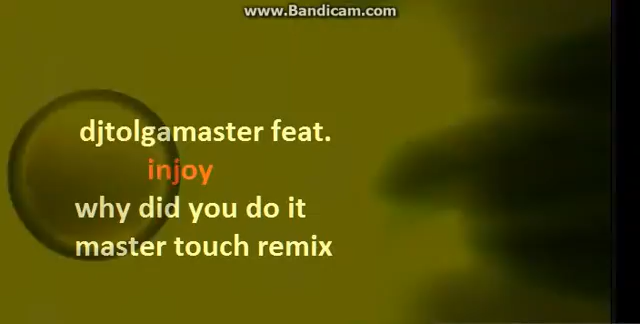 www.Bandicam.com
djtolgamaster feat.
injoy
why did you do it
master touch remix